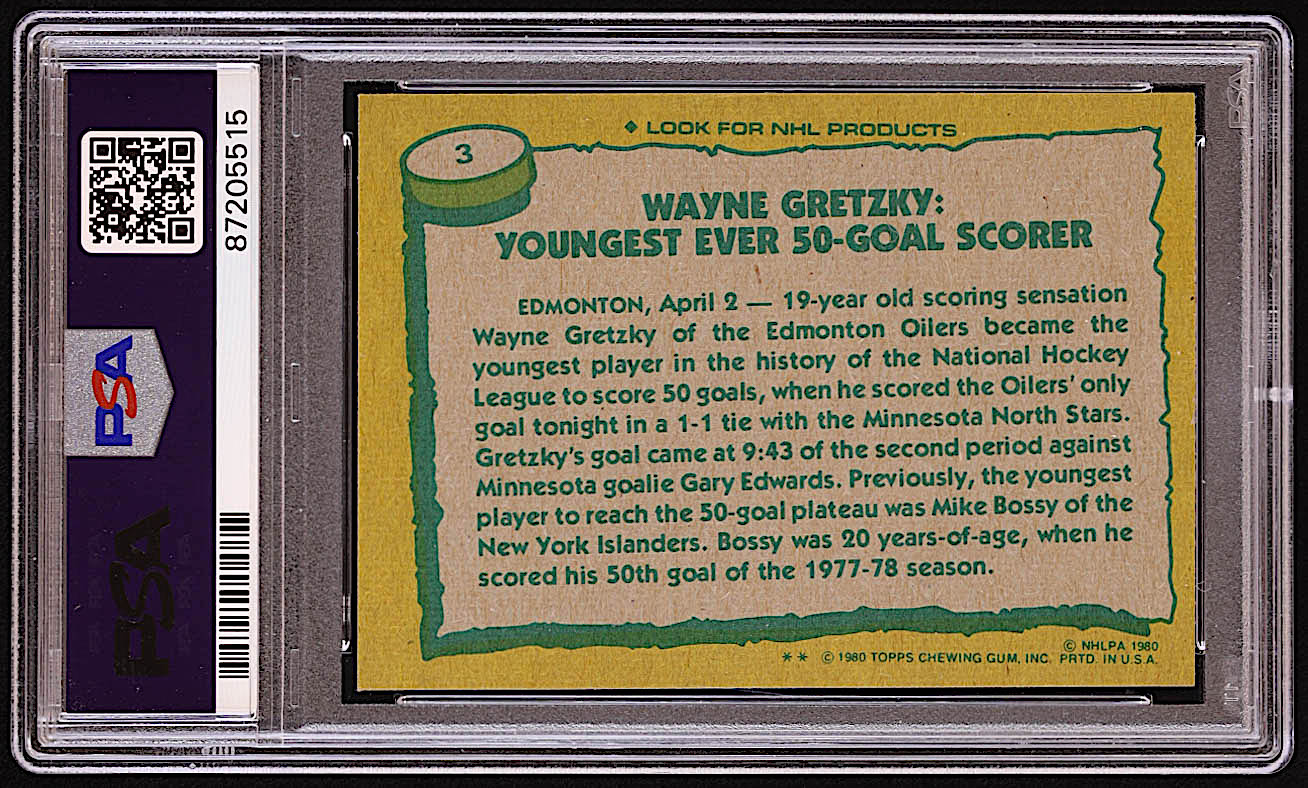 87205515
PSA
PSA
3
◆ LOOK FOR NHL PRODUCTS
WAYNE GRETZKY:
YOUNGEST EVER 50-GOAL SCORER
EDMONTON, April 2 — 19-year old scoring sensation
Wayne Gretzky of the Edmonton Oilers became the
youngest player in the history of the National Hockey
League to score 50 goals, when he scored the Oilers' only
goal tonight in a 1-1 tie with the Minnesota North Stars.
Gretzky's goal came at 9:43 of the second period against
Minnesota goalie Gary Edwards. Previously, the youngest
player to reach the 50-goal plateau was Mike Bossy of the
New York Islanders. Bossy was 20 years-of-age, when he
scored his 50th goal of the 1977-78 season.
© NHLPA 1980
** © 1980 TOPPS CHEWING GUM, INC. PRTD. IN U.S.A.
PSA